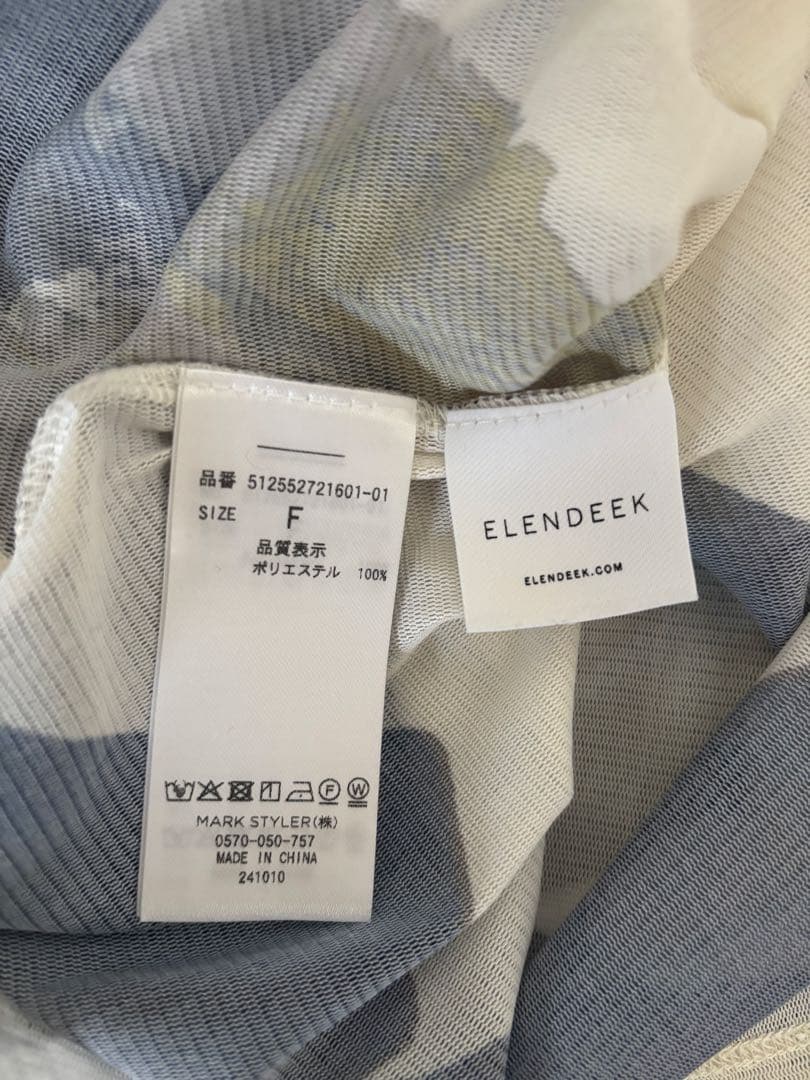 品番 512552721601-01
SIZE F
品質表示
ポリエステル 100%
F W
MARK STYLER(株)
0570-050-757
MADE IN CHINA
241010
ELENDEEK
ELENDEEK.COM